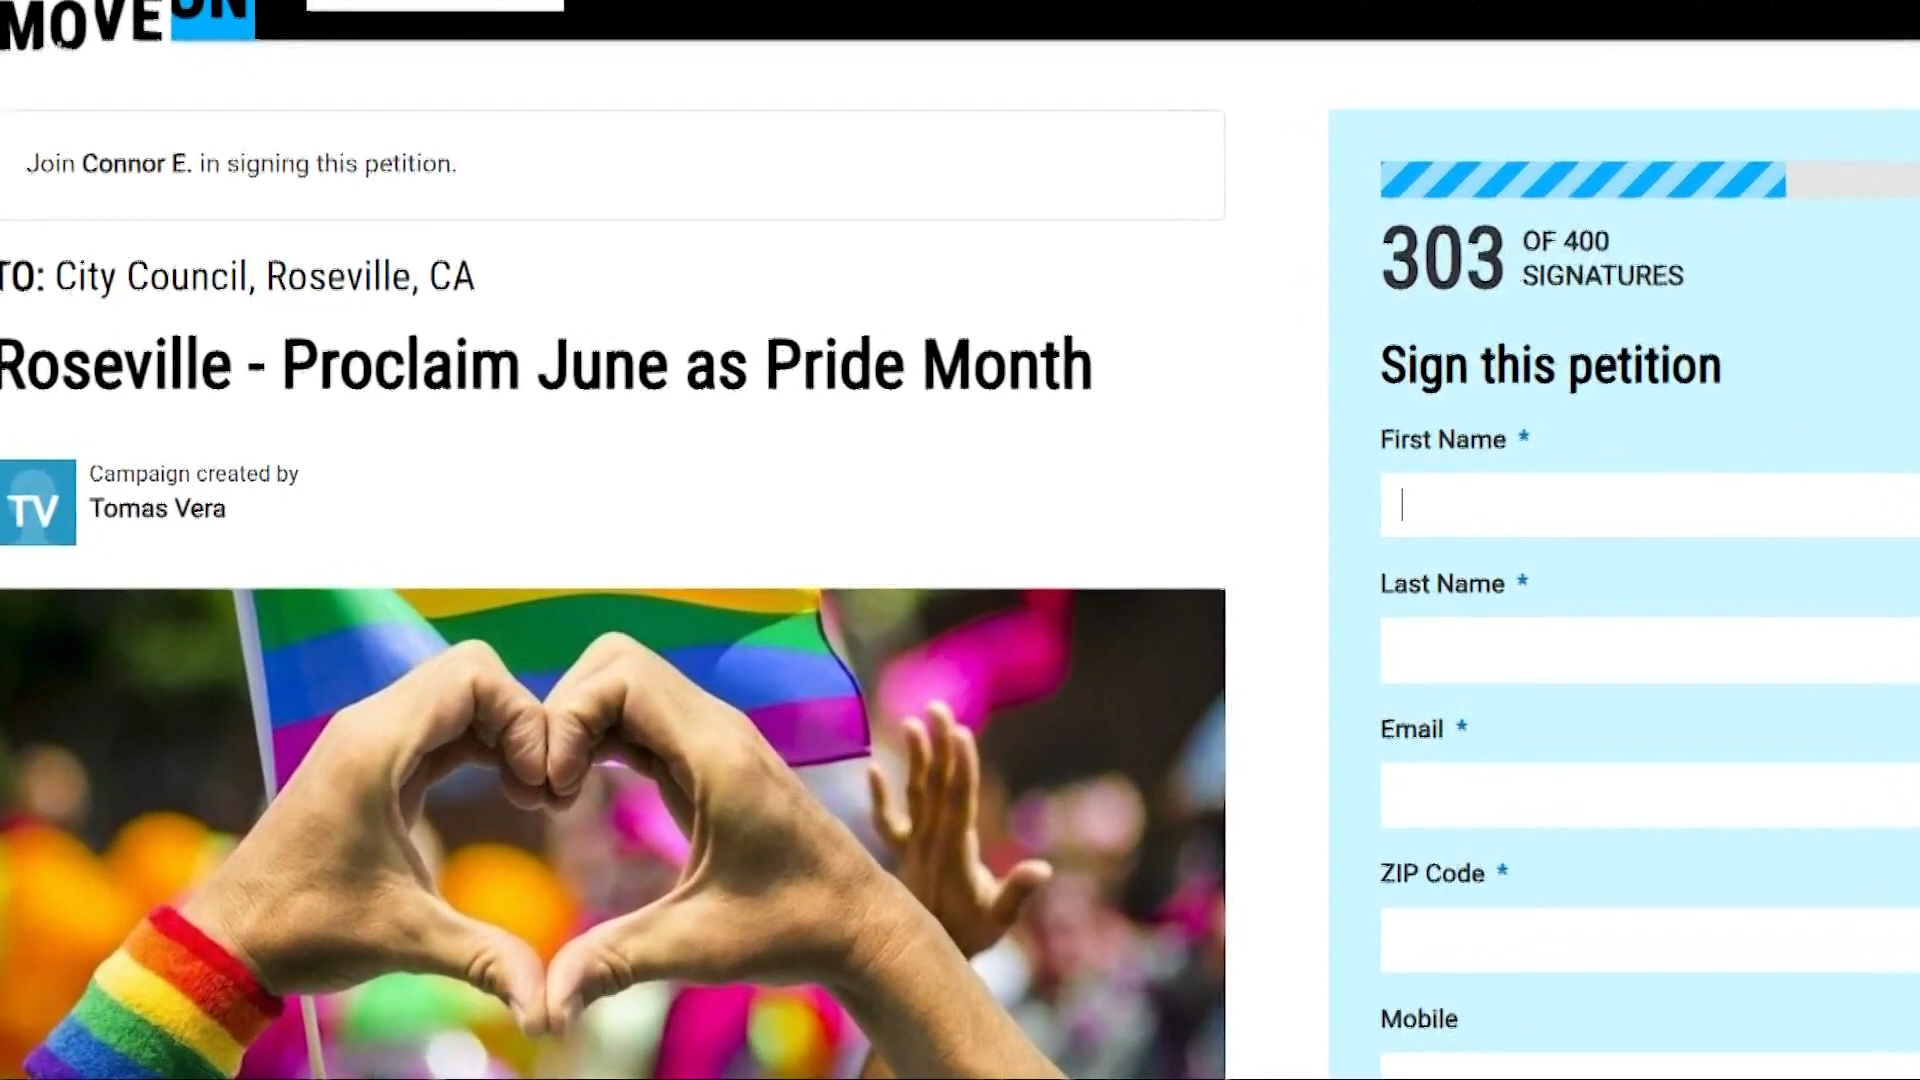 MOVEON
Join Connor E. in signing this petition.
TO: City Council, Roseville, CA
Roseville - Proclaim June as Pride Month
TV
Campaign created by
Tomas Vera
303 OF 400
SIGNATURES
Sign this petition
First Name *
Last Name *
Email *
ZIP Code *
Mobile